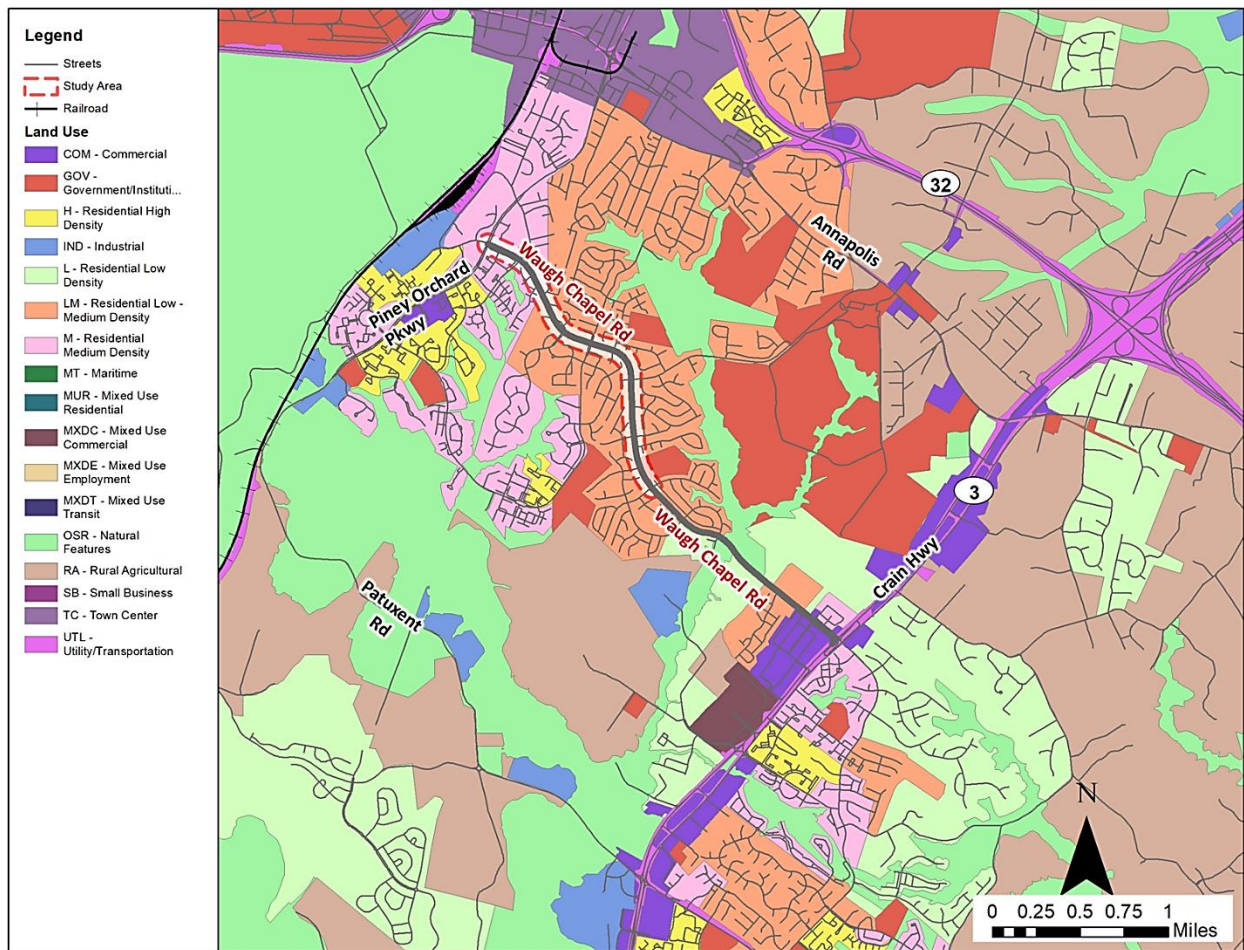 Legend
Streets
Study Area
Railroad
Land Use
COM - Commercial
GOV -
Government/Instituti...
H - Residential High
Density
IND - Industrial
L - Residential Low
Density
LM - Residential Low -
Medium Density
M - Residential
Medium Density
MT - Maritime
MUR - Mixed Use
Residential
MXDC - Mixed Use
Commercial
MXDE - Mixed Use
Employment
MXDT - Mixed Use
Transit
OSR - Natural
Features
RA - Rural Agricultural
SB - Small Business
TC - Town Center
UTL -
Utility/Transportation
32
Annapolis
Rd
Waugh Chapel Rd
Piney Orchard
Pkwy
3
Crain Hwy
Waugh Chapel Rd
Patuxent
Rd
N
0 0.25 0.5 0.75 1
Miles